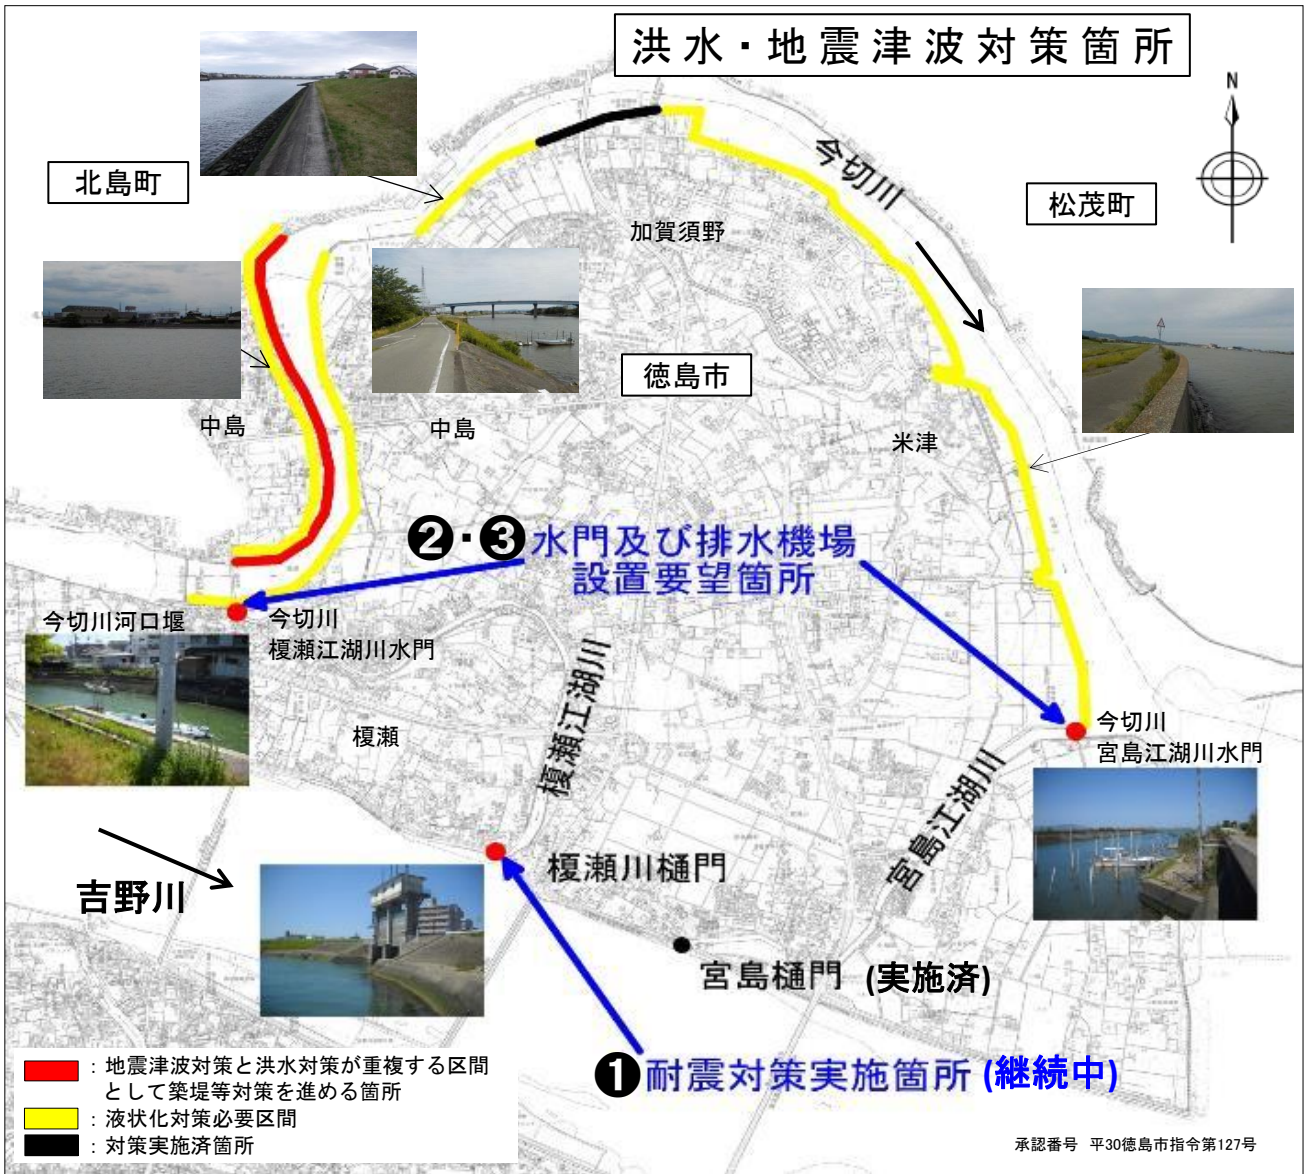 洪水・地震津波対策箇所
N
北島町
今切川
松茂町
加賀須野
徳島市
中島
中島
米津
❷・❸水門及び排水機場
設置要望箇所
今切川河口堰
今切川
榎瀬江湖川水門
榎瀬江湖川
榎瀬
今切川
宮島江湖川水門
宮島江湖川
吉野川
榎瀬川樋門
宮島樋門 (実施済)
❶耐震対策実施箇所 (継続中)
：地震津波対策と洪水対策が重複する区間
として築堤等対策を進める箇所
：液状化対策必要区間
：対策実施済箇所
承認番号 平30徳島市指令第127号